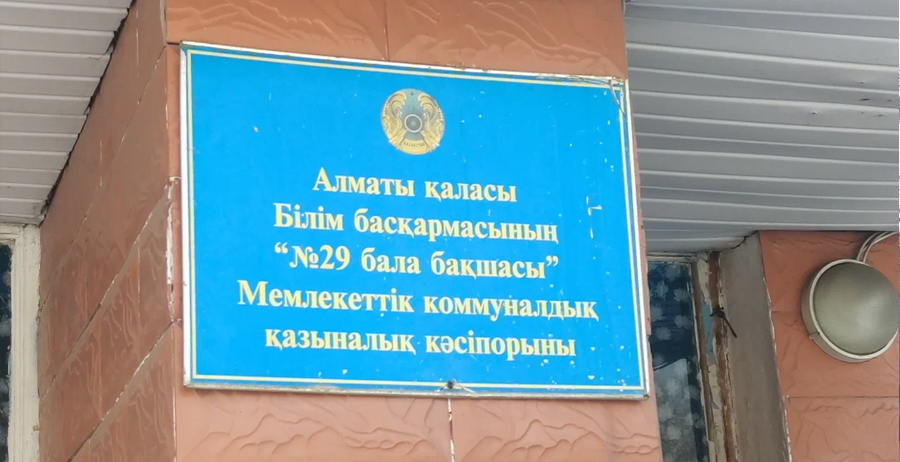 Алматы қаласы
Білім басқармасының
“№29 бала бақшасы”
Мемлекеттік коммуналдық
қазыналық кәсіпорыны